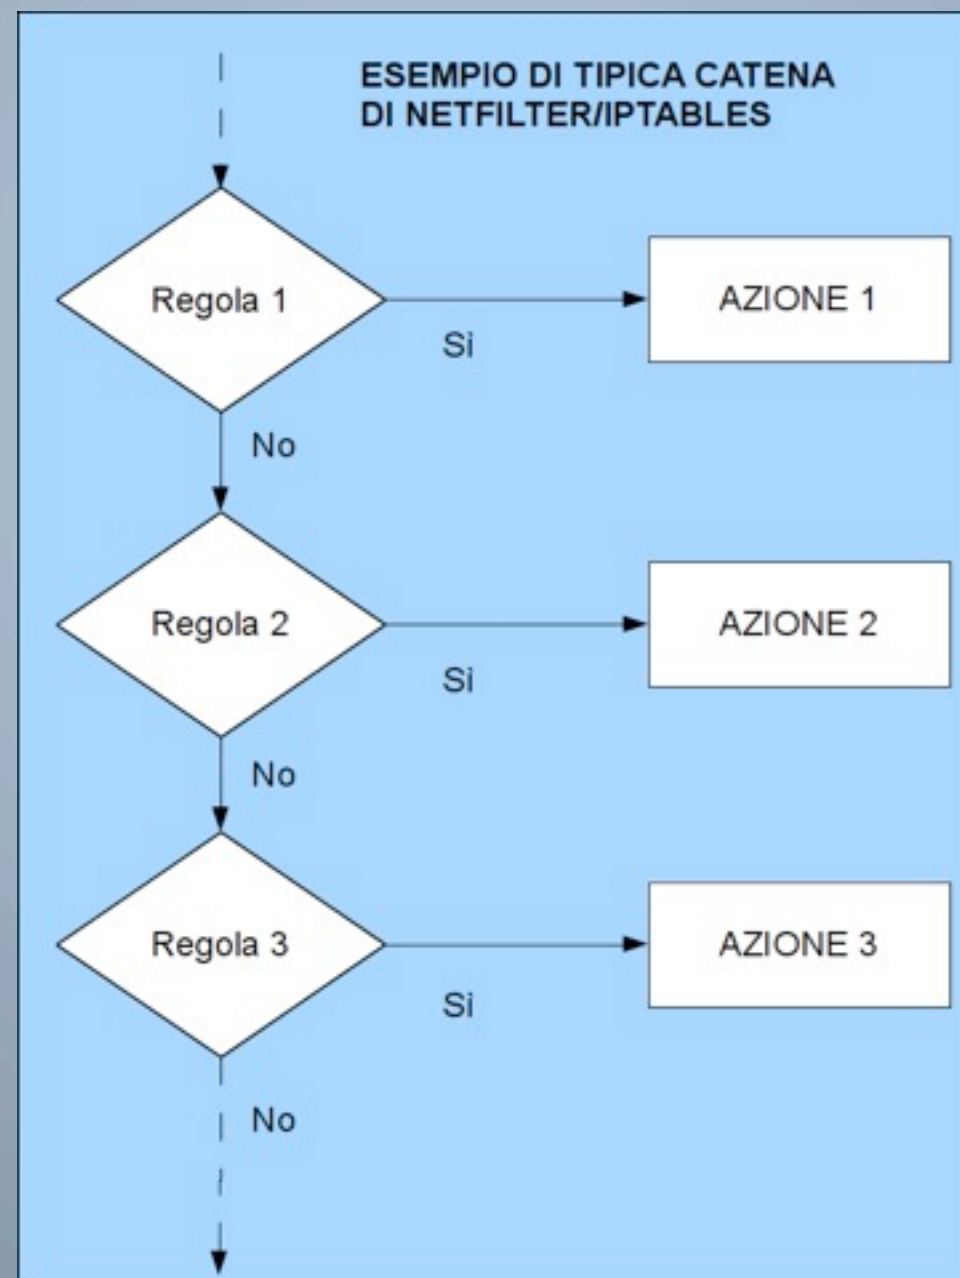 ESEMPIO DI TIPICA CATENA
DI NETFILTER/IPTABLES
Regola 1
Si
AZIONE 1
No
Regola 2
Si
AZIONE 2
No
Regola 3
Si
AZIONE 3
No